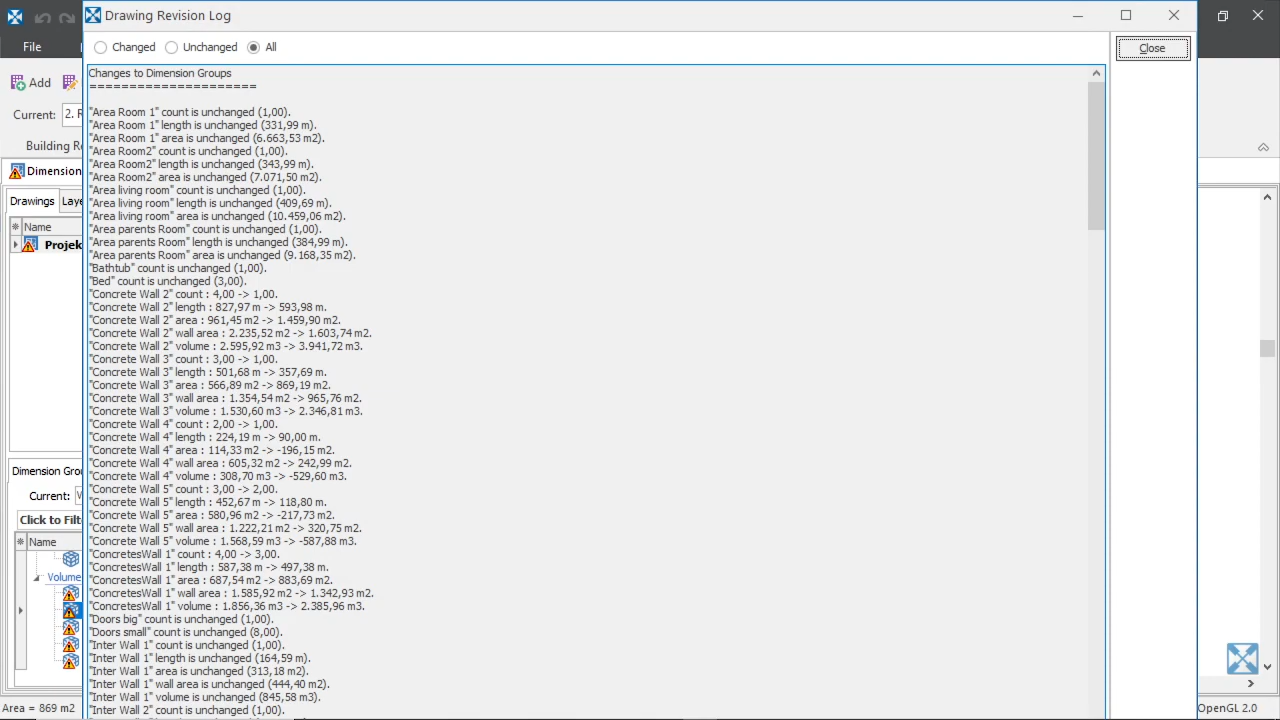 Drawing Revision Log
File
Changed
Unchanged
All
Close
Add
Current:
2. R
Building R
Dimension
Drawings
Laye
Name
Projek
Dimension Grou
Current:
Click to Filte
Name
Volume
Area = 869 m2
OpenGL 2.0
Changes to Dimension Groups
=====================
"Area Room 1" count is unchanged (1,00).
"Area Room 1" length is unchanged (331,99 m).
"Area Room 1" area is unchanged (6.663,53 m2).
"Area Room2" count is unchanged (1,00).
"Area Room2" length is unchanged (343,99 m).
"Area Room2" area is unchanged (7.071,50 m2).
"Area living room" count is unchanged (1,00).
"Area living room" length is unchanged (409,69 m).
"Area living room" area is unchanged (10.459,06 m2).
"Area parents Room" count is unchanged (1,00).
"Area parents Room" length is unchanged (384,99 m).
"Area parents Room" area is unchanged (9.168,35 m2).
"Bathtub" count is unchanged (1,00).
"Bed" count is unchanged (3,00).
"Concrete Wall 2" count : 4,00 -> 1,00.
"Concrete Wall 2" length : 827,97 m -> 593,98 m.
"Concrete Wall 2" area : 961,45 m2 -> 1.459,90 m2.
"Concrete Wall 2" wall area : 2.235,52 m2 -> 1.603,74 m2.
"Concrete Wall 2" volume : 2.595,92 m3 -> 3.941,72 m3.
"Concrete Wall 3" count : 3,00 -> 1,00.
"Concrete Wall 3" length : 501,68 m -> 357,69 m.
"Concrete Wall 3" area : 566,89 m2 -> 869,19 m2.
"Concrete Wall 3" wall area : 1.354,54 m2 -> 965,76 m2.
"Concrete Wall 3" volume : 1.530,60 m3 -> 2.346,81 m3.
"Concrete Wall 4" count : 2,00 -> 1,00.
"Concrete Wall 4" length : 224,19 m -> 90,00 m.
"Concrete Wall 4" area : 114,33 m2 -> -196,15 m2.
"Concrete Wall 4" wall area : 605,32 m2 -> 242,99 m2.
"Concrete Wall 4" volume : 308,70 m3 -> -529,60 m3.
"Concrete Wall 5" count : 3,00 -> 2,00.
"Concrete Wall 5" length : 452,67 m -> 118,80 m.
"Concrete Wall 5" area : 580,96 m2 -> -217,73 m2.
"Concrete Wall 5" wall area : 1.222,21 m2 -> 320,75 m2.
"Concrete Wall 5" volume : 1.568,59 m3 -> -587,88 m3.
"ConcretesWall 1" count : 4,00 -> 3,00.
"ConcretesWall 1" length : 587,38 m -> 497,38 m.
"ConcretesWall 1" area : 687,54 m2 -> 883,69 m2.
"ConcretesWall 1" wall area : 1.585,92 m2 -> 1.342,93 m2.
"ConcretesWall 1" volume : 1.856,36 m3 -> 2.385,96 m3.
"Doors big" count is unchanged (1,00).
"Doors small" count is unchanged (8,00).
"Inter Wall 1" count is unchanged (1,00).
"Inter Wall 1" length is unchanged (164,59 m).
"Inter Wall 1" area is unchanged (313,18 m2).
"Inter Wall 1" wall area is unchanged (444,40 m2).
"Inter Wall 1" volume is unchanged (845,58 m3).
"Inter Wall 2" count is unchanged (1,00).